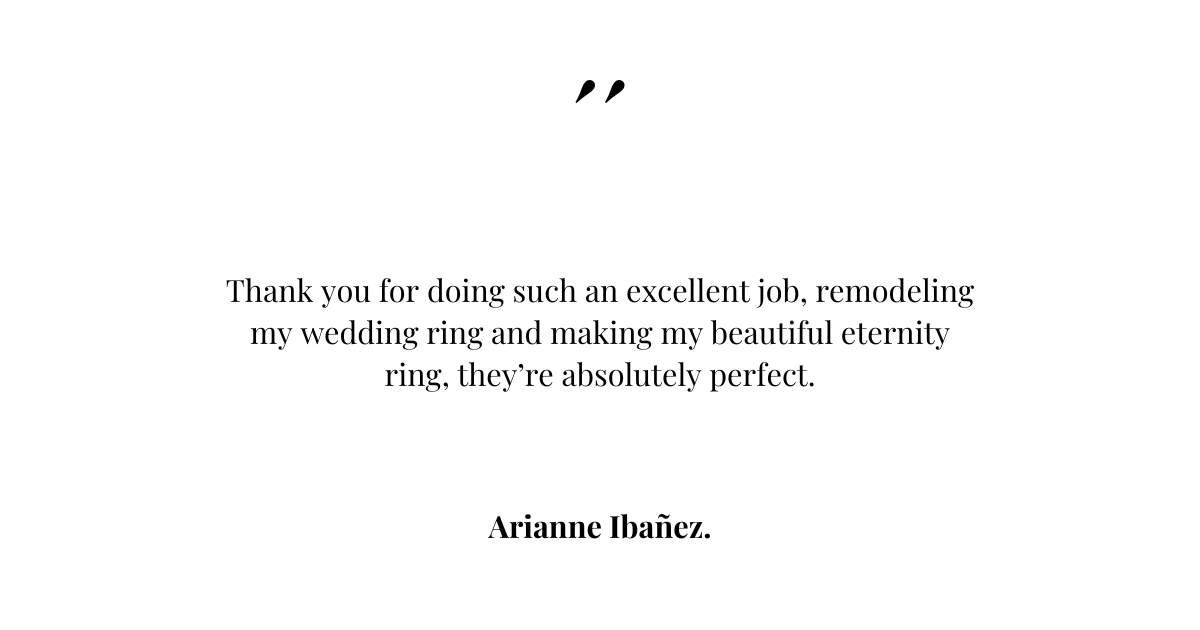 ”
Thank you for doing such an excellent job, remodeling
my wedding ring and making my beautiful eternity
ring, they’re absolutely perfect.
Arianne Ibañez.